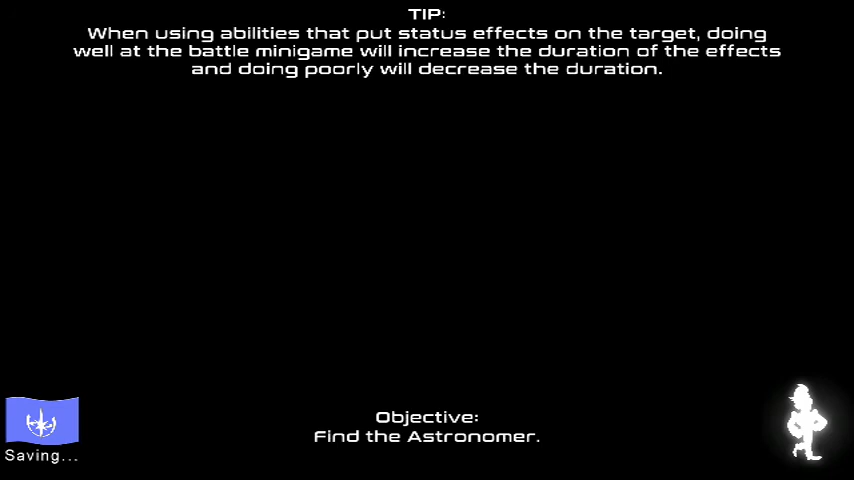 TIP:
When using abilities that put status effects on the target, doing
well at the battle minigame will increase the duration of the effects
and doing poorly will decrease the duration.
Objective:
Find the Astronomer.
Saving...